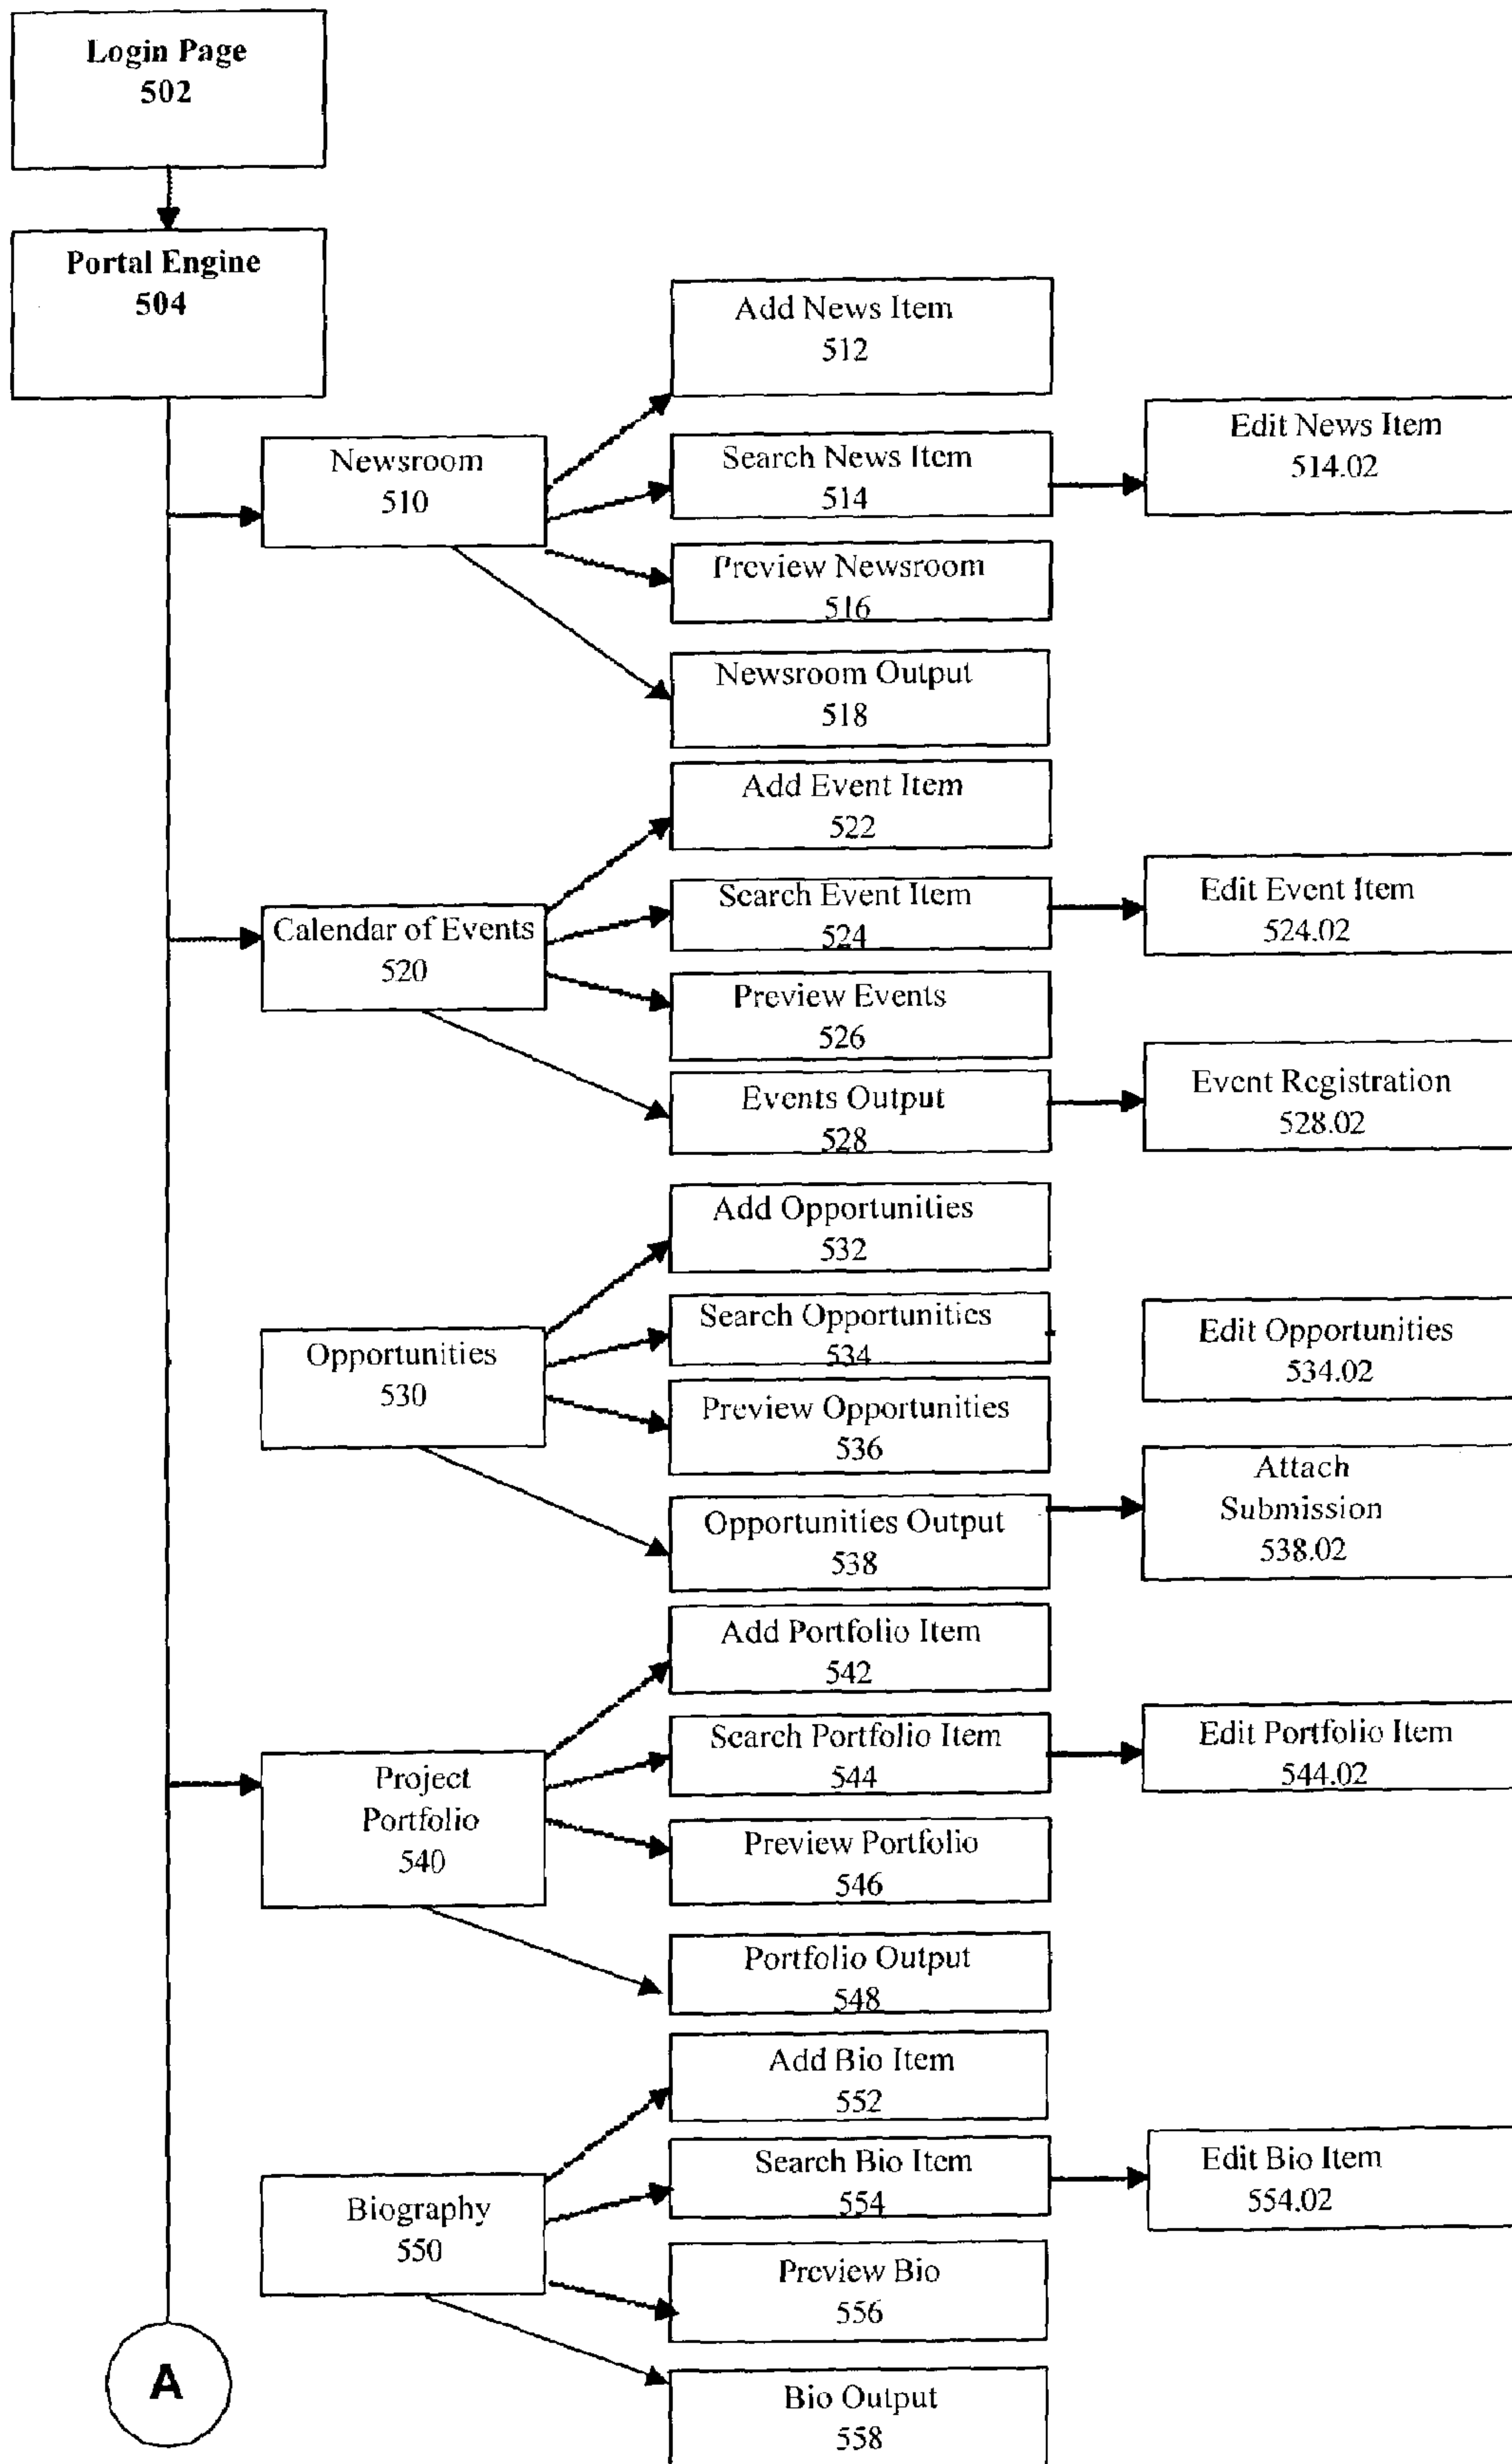 Login Page
502
Portal Engine
504
Add News Item
512
Newsroom
510
Search News Item
514
Edit News Item
514.02
Preview Newsroom
516
Newsroom Output
518
Add Event Item
522
Calendar of Events
520
Search Event Item
524
Edit Event Item
524.02
Preview Events
526
Events Output
528
Event Registration
528.02
Add Opportunities
532
Opportunities
530
Search Opportunities
534
Edit Opportunities
534.02
Preview Opportunities
536
Opportunities Output
538
Attach
Submission
538.02
Add Portfolio Item
542
Project
Portfolio
540
Search Portfolio Item
544
Edit Portfolio Item
544.02
Preview Portfolio
546
Portfolio Output
548
Add Bio Item
552
Biography
550
Search Bio Item
554
Edit Bio Item
554.02
Preview Bio
556
Bio Output
558
A